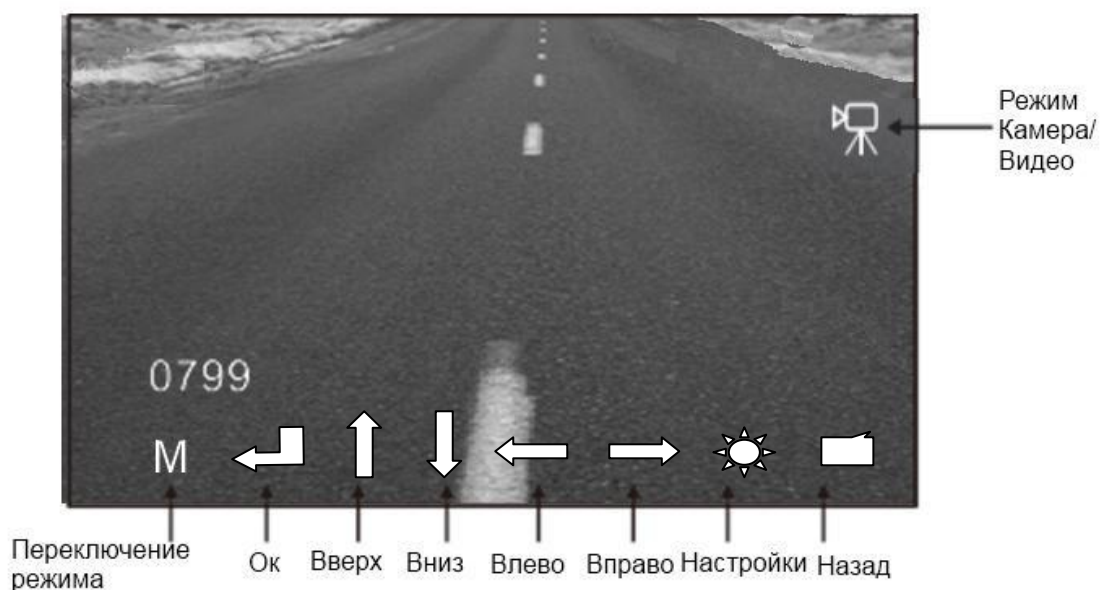 Режим
Камера/
Видео
0799
M
Переключение
режима
Ок
Вверх
Вниз
Влево
Вправо
Настройки
Назад